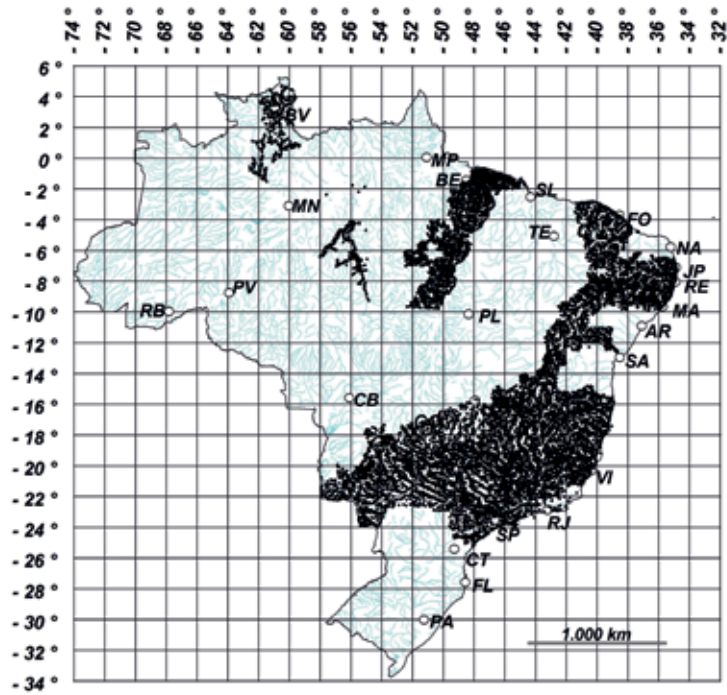 - 74 - 72 - 70 - 68 - 66 - 64 - 62 - 60 - 58 - 56 - 54 - 52 - 50 - 48 - 46 - 44 - 42 - 40 - 38 - 36 - 34 - 32
6 °
4 °
BV
2 °
0 °
MP
BE
- 2 °
SL
MN
- 4 °
FO
TE
NA
- 6 °
JP
- 8 °
RE
PV
- 10 °
RB
PL
MA
AR
- 12 °
SA
- 14 °
CB
- 16 °
- 18 °
- 20 °
VI
- 22 °
RJ
- 24 °
SP
CT
- 26 °
FL
- 28 °
- 30 °
PA
1.000 km
- 32 °
- 34 °